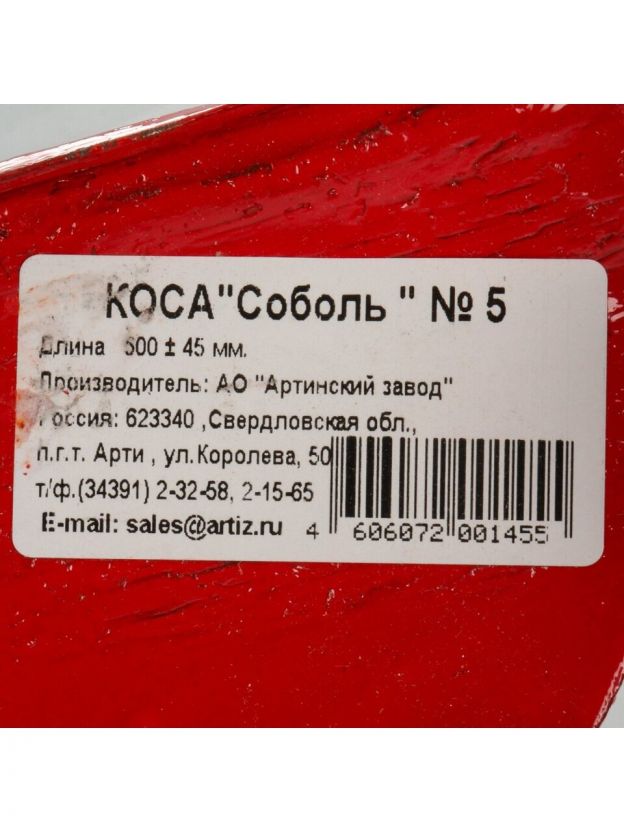 КОСА"Соболь " № 5
Длина 500 ± 45 мм.
Производитель: АО "Артинский завод"
Россия: 623340 ,Свердловская обл.,
п.г.т. Арти , ул.Королева, 50
т/ф.(34391) 2-32-58, 2-15-65
E-mail: sales@artiz.ru
4 606072 001455